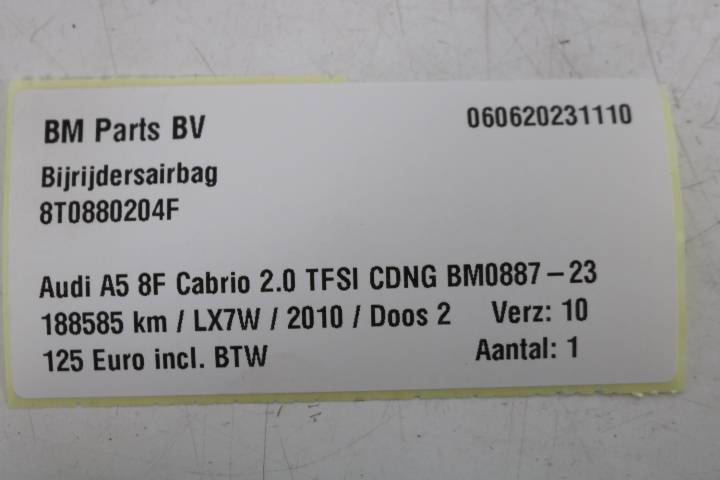 BM Parts BV 060620231110
Bijrijdersairbag
8T0880204F
Audi A5 8F Cabrio 2.0 TFSI CDNG BM0887-23
188585 km / LX7W / 2010 / Doos 2 Verz: 10
125 Euro incl. BTW Aantal: 1